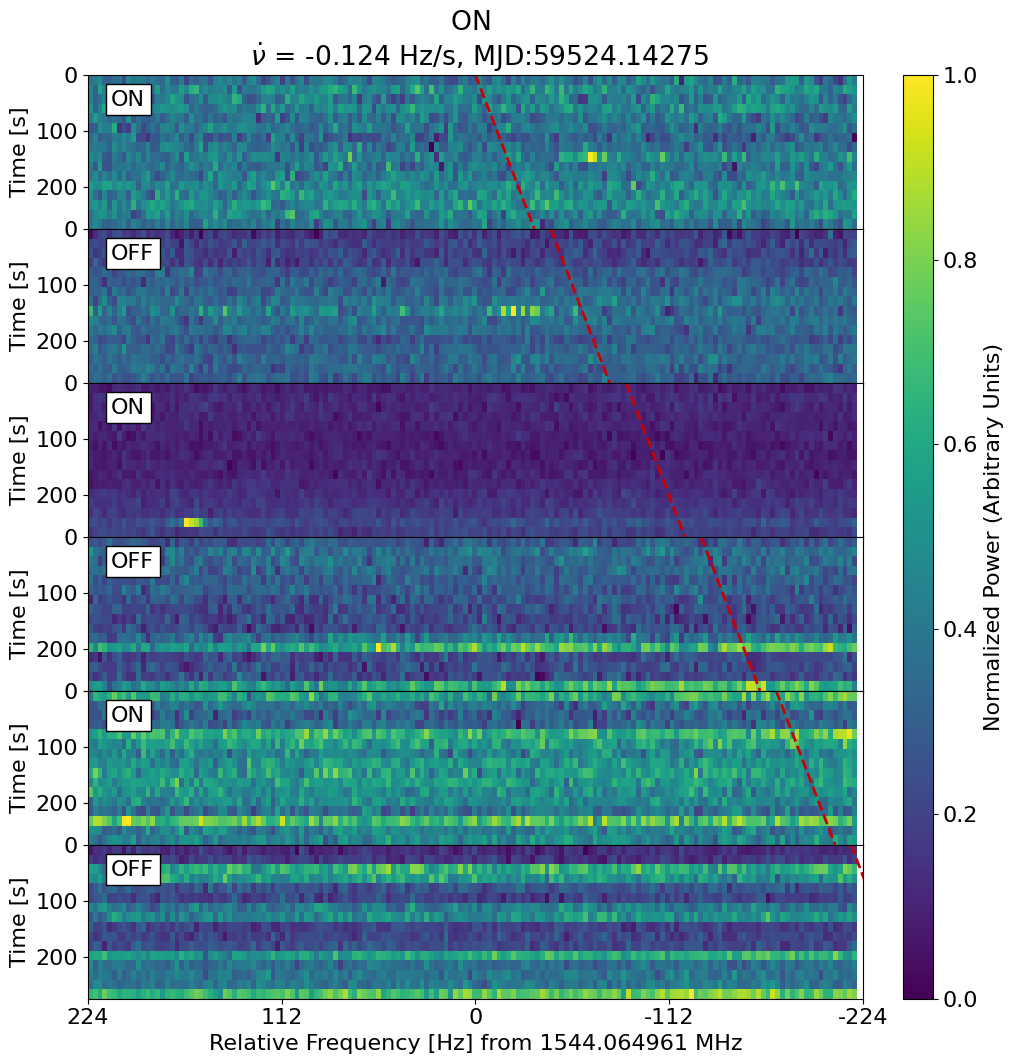 ON
ν̇ = -0.124 Hz/s, MJD:59524.14275
0
ON
100
Time [s]
200
0
OFF
100
Time [s]
200
0
ON
100
Time [s]
200
0
OFF
100
Time [s]
200
0
ON
100
Time [s]
200
0
OFF
100
Time [s]
200
224 112 0 -112 -224
Relative Frequency [Hz] from 1544.064961 MHz
1.0
0.8
0.6
0.4
0.2
0.0
Normalized Power (Arbitrary Units)